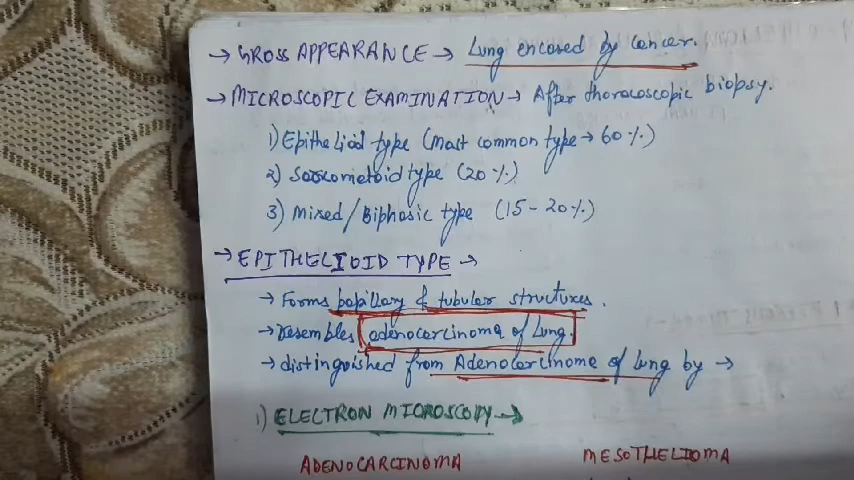 → GROSS APPEARANCE → Lung encased by cancer.
→ MICROSCOPIC EXAMINATION → After thoracoscopic biopsy.
1) Epithelioid type (most common type → 60%)
2) Sarcomatoid type (20%)
3) Mixed/Biphasic type (15-20%)
→ EPITHELIOID TYPE →
→ Forms papillary & tubular structures.
→ resembles adenocarcinoma of Lung.
→ distinguished from Adenocarcinoma of lung by →
1) ELECTRON MICROSCOPY →
ADENOCARCINOMA MESOTHELIOMA